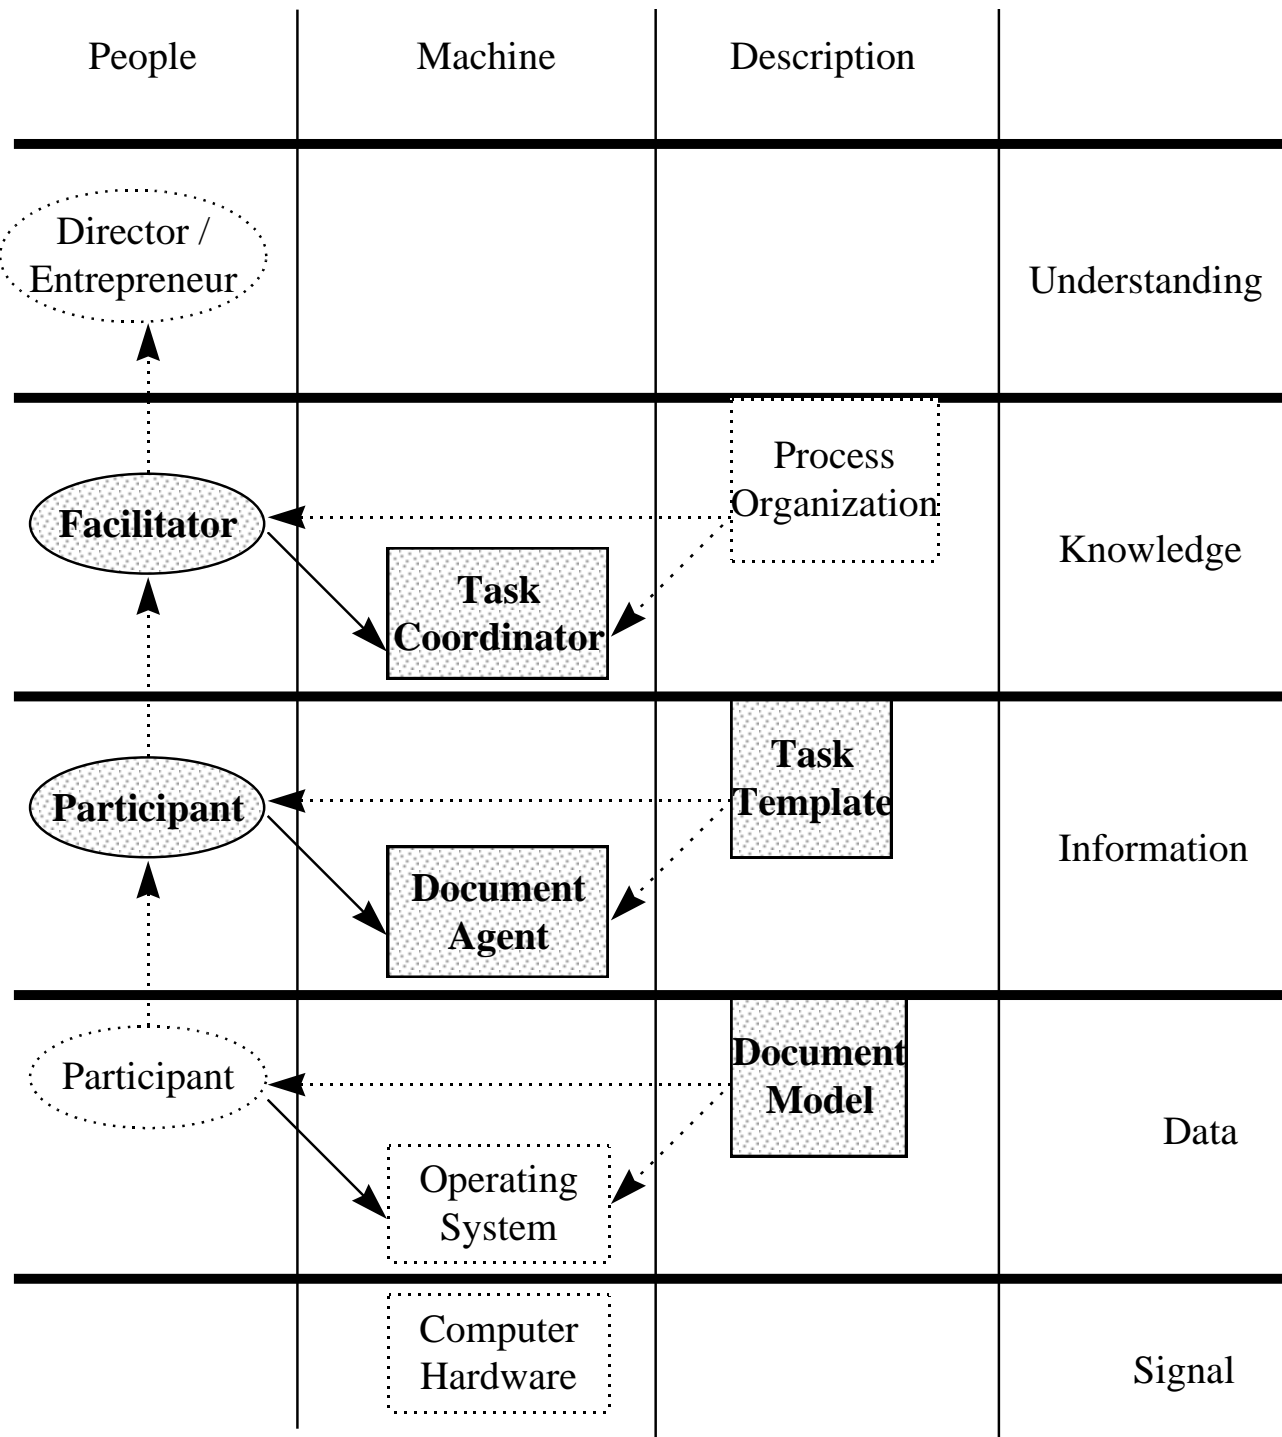 People
Machine
Description
Director /
Entrepreneur
Understanding
Process
Organization
Facilitator
Task
Coordinator
Knowledge
Task
Template
Participant
Document
Agent
Information
Document
Model
Participant
Operating
System
Data
Computer
Hardware
Signal